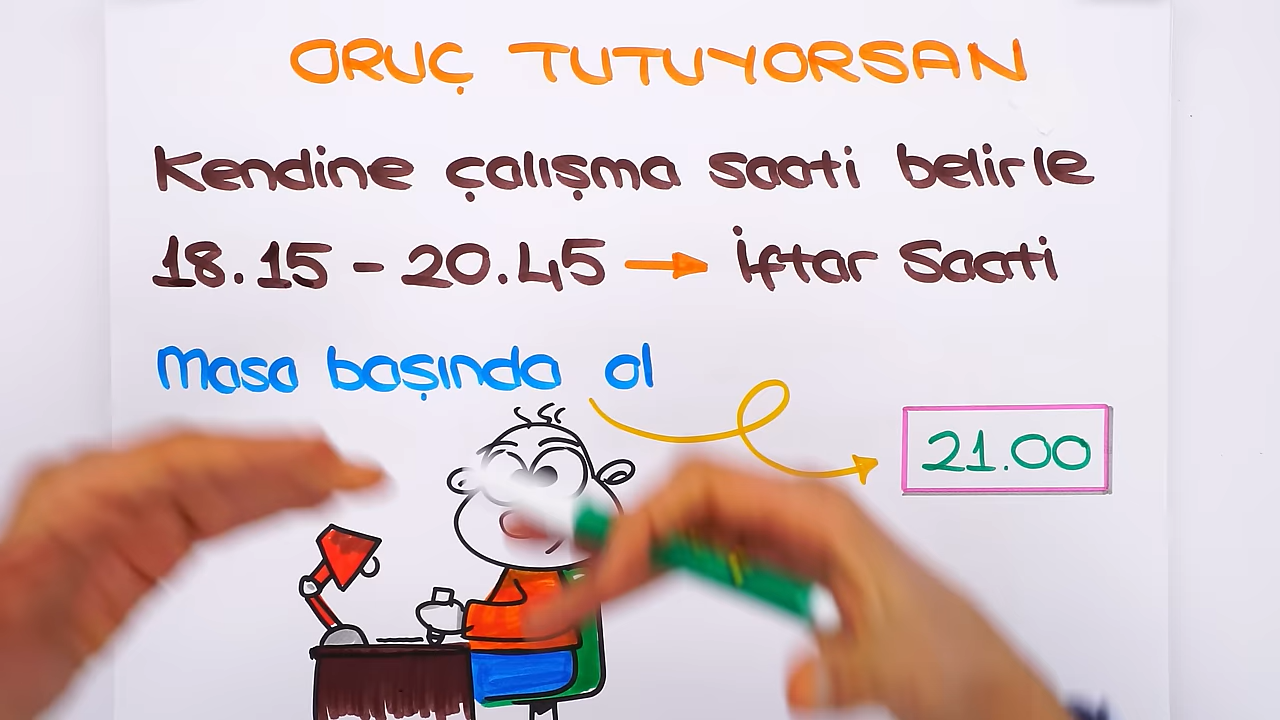 ORUÇ TUTUYORSAN
Kendine çalışma saati belirle
18.15 - 20.45 → İftar Saati
Masa başında ol
21.00